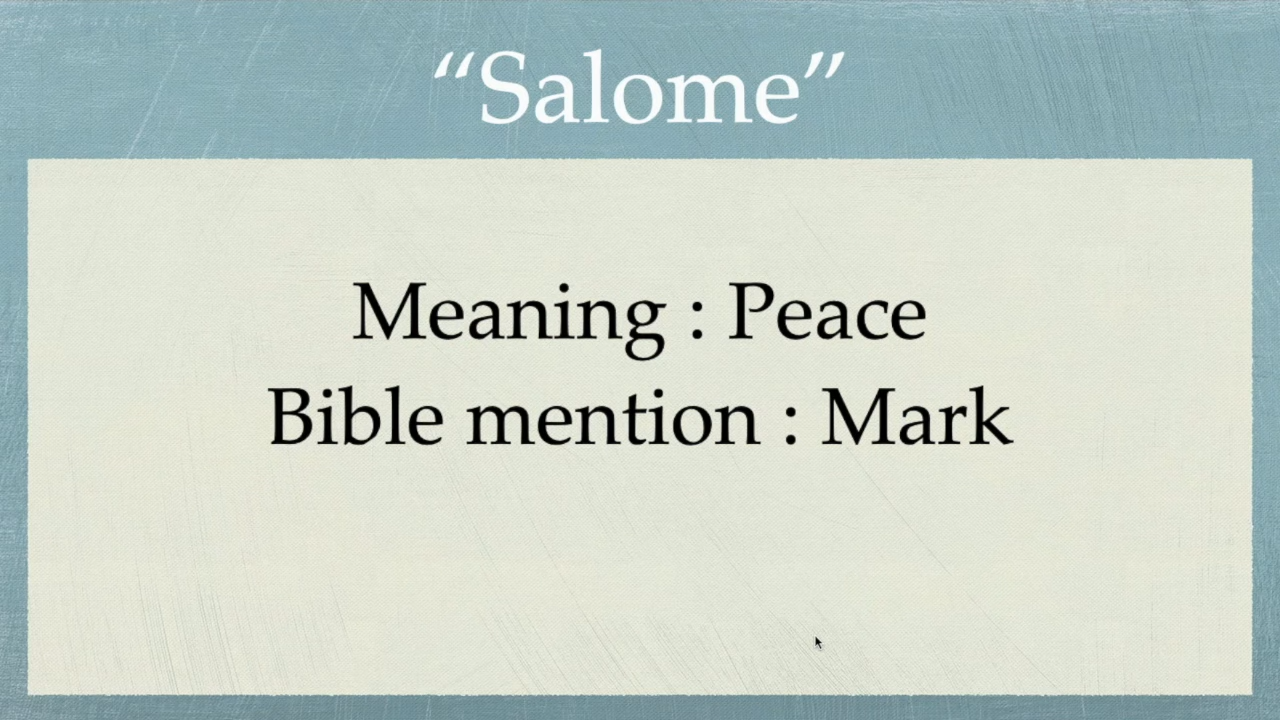 “Salome”
Meaning : Peace
Bible mention : Mark